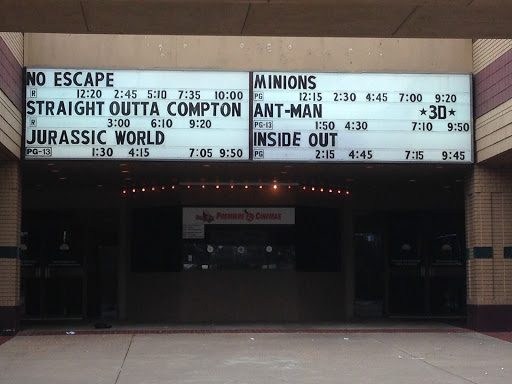 NO ESCAPE
R 12:20 2:45 5:10 7:35 10:00
STRAIGHT OUTTA COMPTON
R 3:00 6:10 9:20
JURASSIC WORLD
PG-13 1:30 4:15 7:05 9:50
MINIONS
PG 12:15 2:30 4:45 7:00 9:20
ANT-MAN ★3D★
PG-13 1:50 4:30 7:10 9:50
INSIDE OUT
PG 2:15 4:45 7:15 9:45
PREMIERE CINEMAS